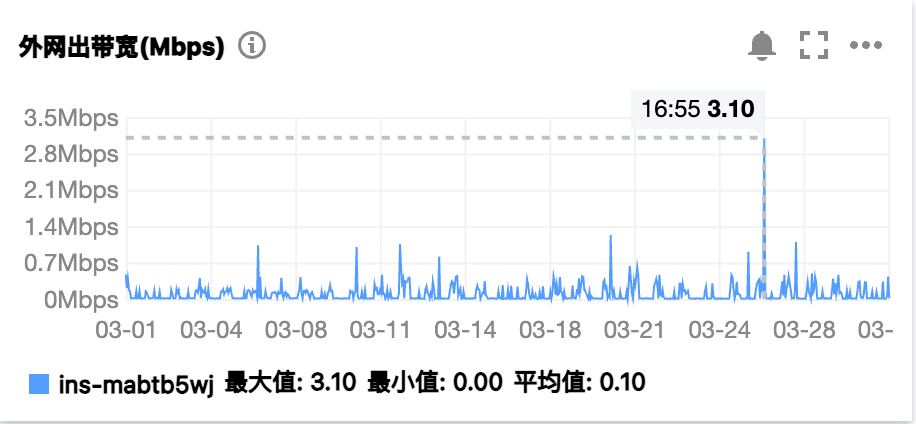 外网出带宽(Mbps)
16:55 3.10
3.5Mbps
2.8Mbps
2.1Mbps
1.4Mbps
0.7Mbps
0Mbps
03-01 03-04 03-08 03-11 03-14 03-18 03-21 03-24 03-28 03-
ins-mabtb5wj 最大值: 3.10 最小值: 0.00 平均值: 0.10